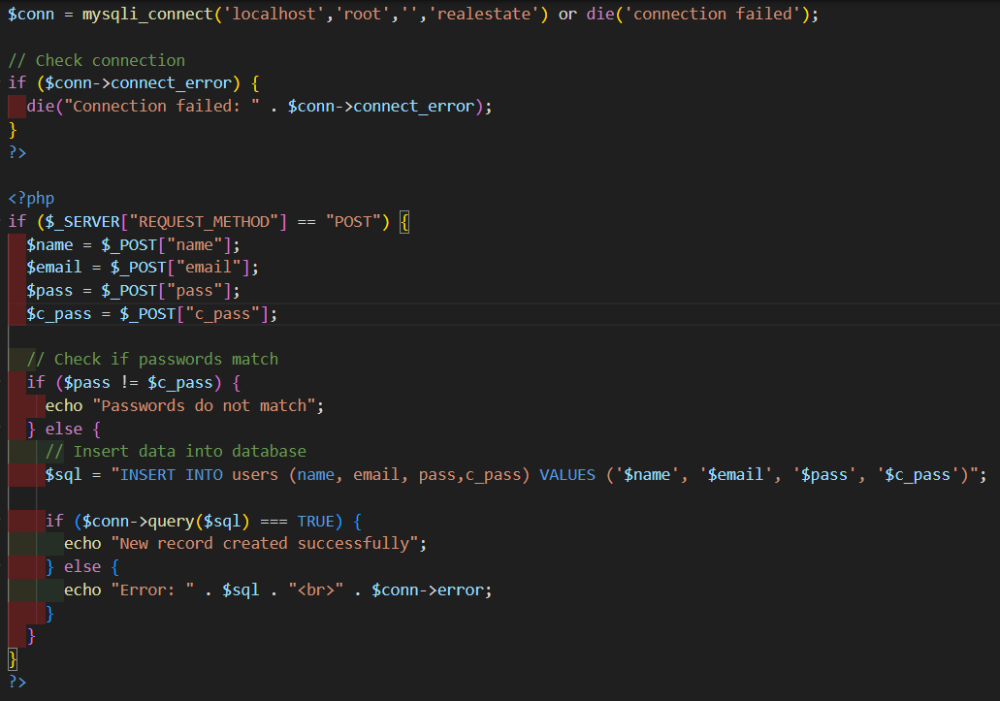 $conn = mysqli_connect('localhost','root','','realestate') or die('connection failed');
// Check connection
if ($conn->connect_error) {
die("Connection failed: " . $conn->connect_error);
}
?>
<?php
if ($_SERVER["REQUEST_METHOD"] == "POST") {
$name = $_POST["name"];
$email = $_POST["email"];
$pass = $_POST["pass"];
$c_pass = $_POST["c_pass"];
// Check if passwords match
if ($pass != $c_pass) {
echo "Passwords do not match";
} else {
// Insert data into database
$sql = "INSERT INTO users (name, email, pass,c_pass) VALUES ('$name', '$email', '$pass', '$c_pass')";
if ($conn->query($sql) === TRUE) {
echo "New record created successfully";
} else {
echo "Error: " . $sql . "<br>" . $conn->error;
}
}
}
?>